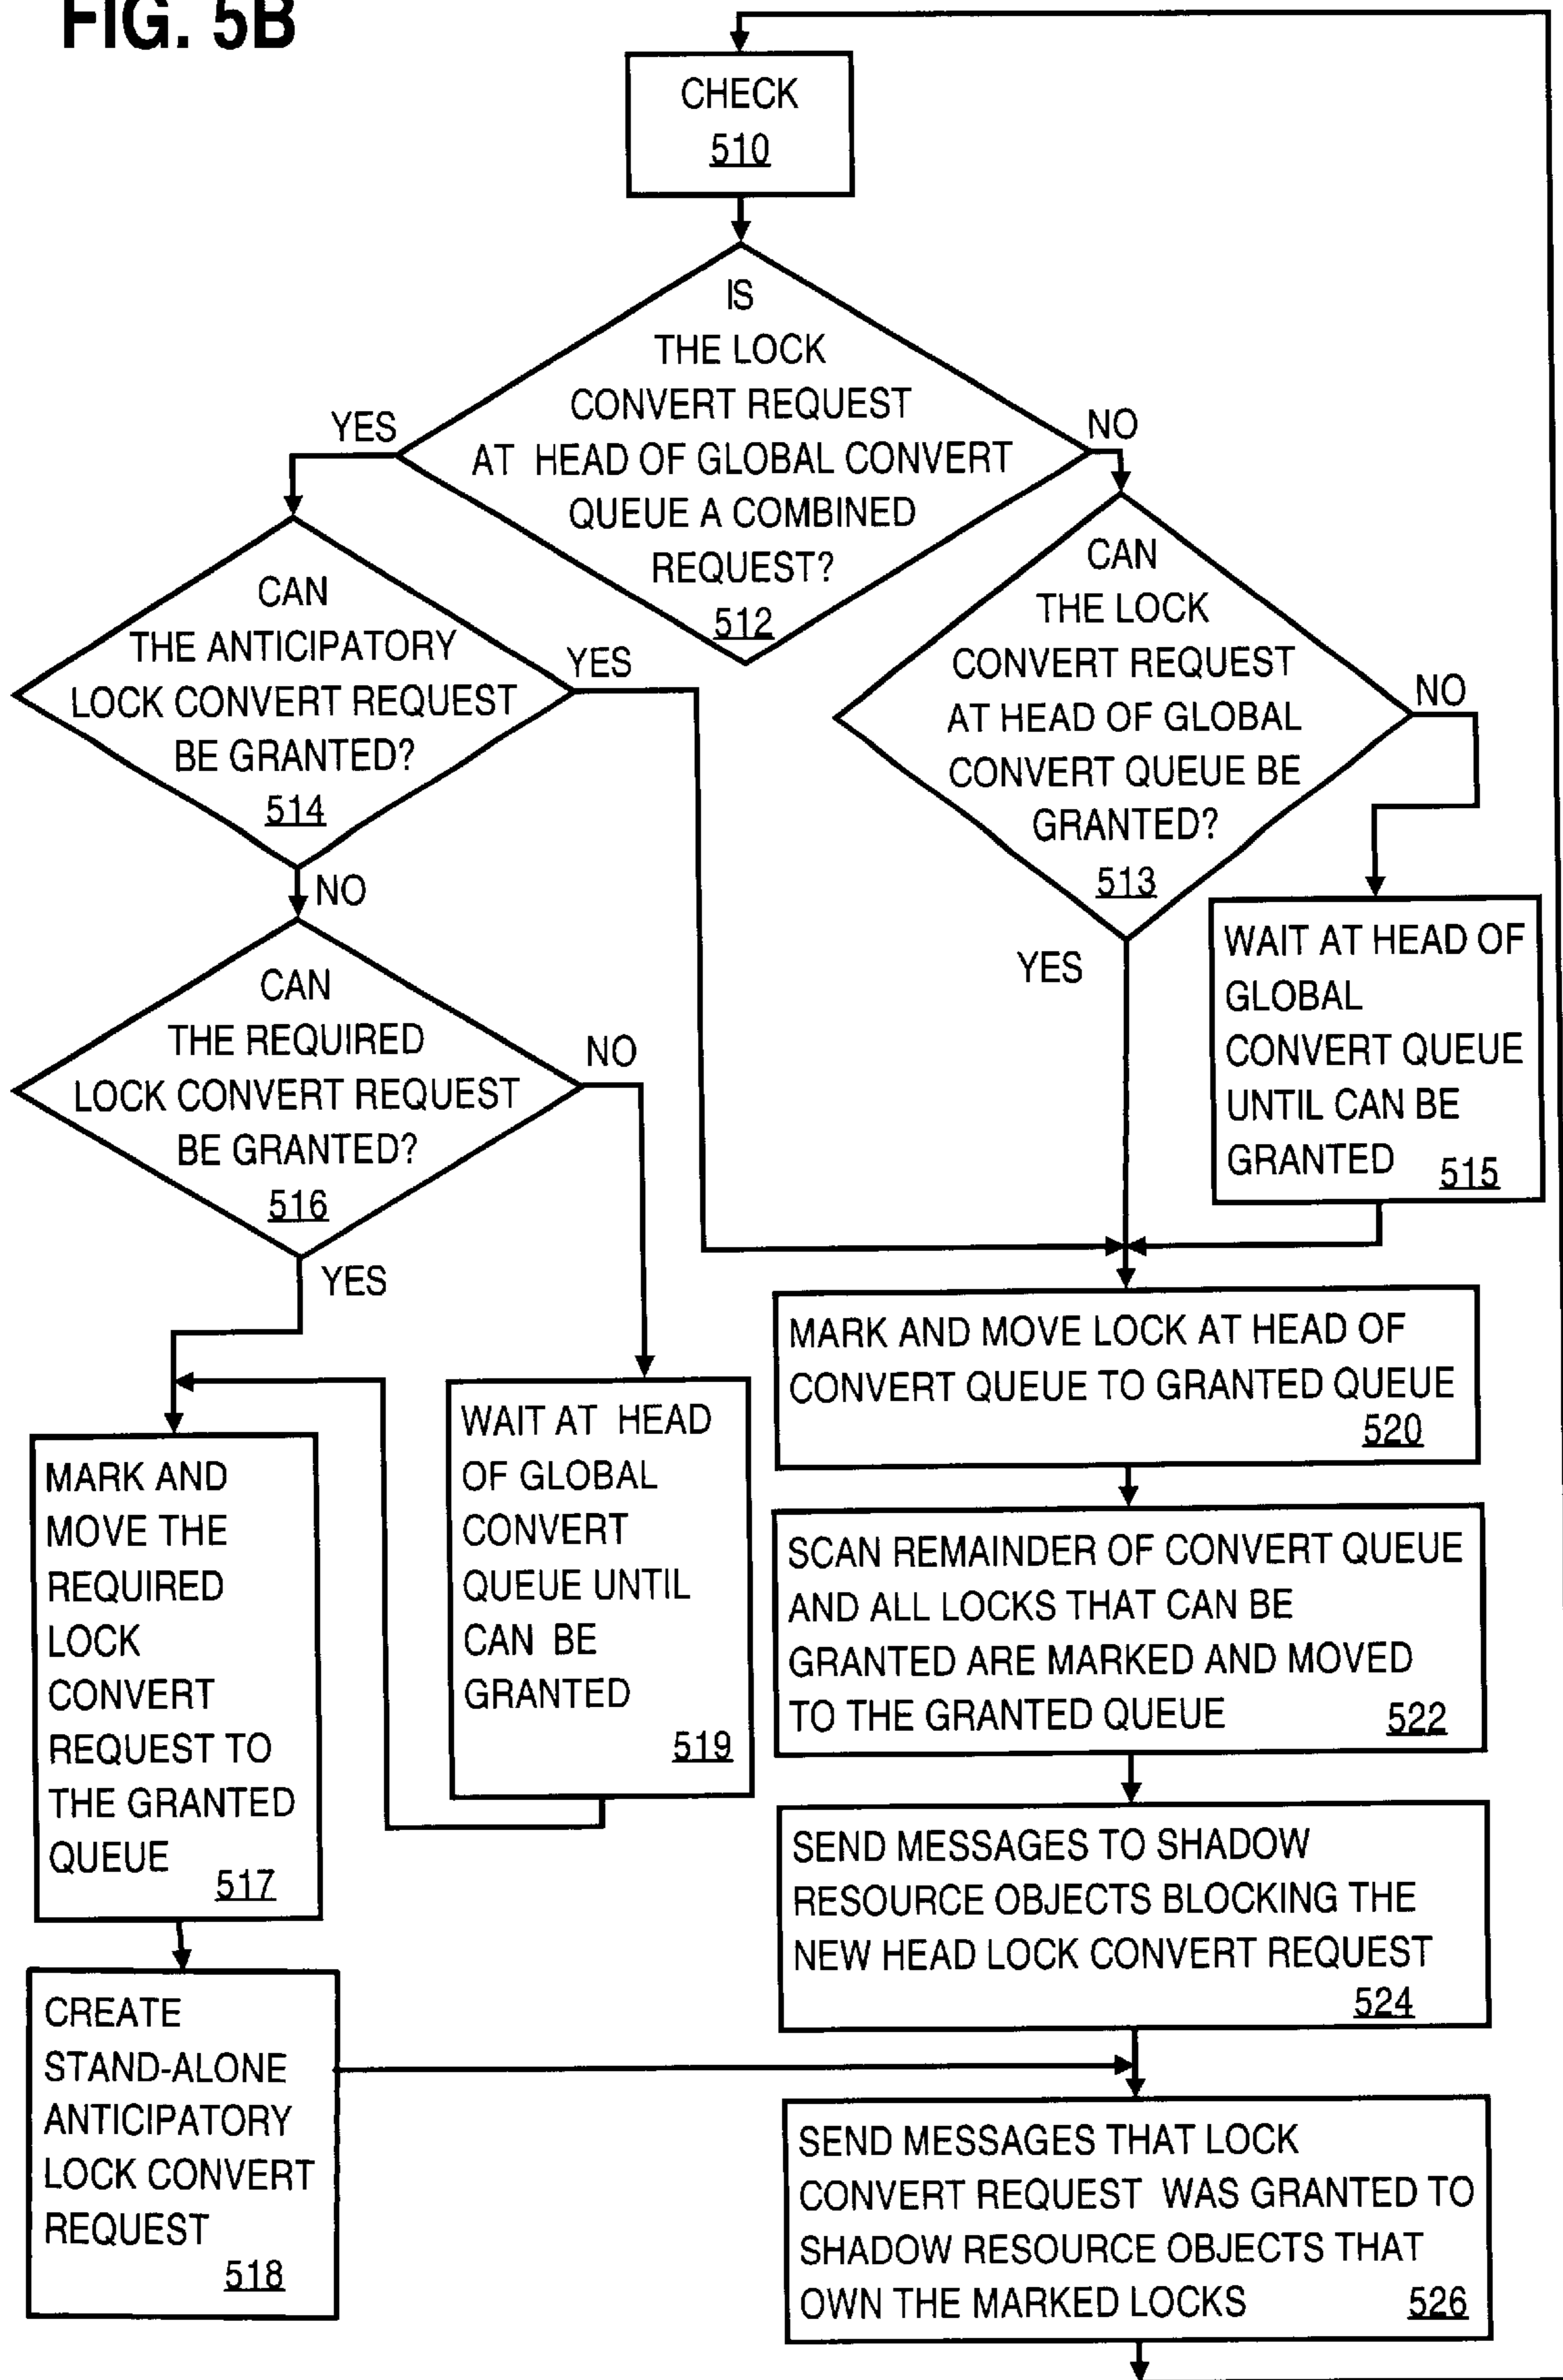 FIG. 5B
CHECK
510
IS
THE LOCK
CONVERT REQUEST
AT HEAD OF GLOBAL CONVERT
QUEUE A COMBINED
REQUEST?
512
YES
NO
CAN
THE ANTICIPATORY
LOCK CONVERT REQUEST
BE GRANTED?
514
YES
NO
CAN
THE LOCK
CONVERT REQUEST
AT HEAD OF GLOBAL
CONVERT QUEUE BE
GRANTED?
513
NO
YES
WAIT AT HEAD OF
GLOBAL
CONVERT QUEUE
UNTIL CAN BE
GRANTED
515
CAN
THE REQUIRED
LOCK CONVERT REQUEST
BE GRANTED?
516
NO
YES
MARK AND
MOVE THE
REQUIRED
LOCK
CONVERT
REQUEST TO
THE GRANTED
QUEUE
517
WAIT AT HEAD
OF GLOBAL
CONVERT
QUEUE UNTIL
CAN BE
GRANTED
519
MARK AND MOVE LOCK AT HEAD OF
CONVERT QUEUE TO GRANTED QUEUE
520
SCAN REMAINDER OF CONVERT QUEUE
AND ALL LOCKS THAT CAN BE
GRANTED ARE MARKED AND MOVED
TO THE GRANTED QUEUE
522
SEND MESSAGES TO SHADOW
RESOURCE OBJECTS BLOCKING THE
NEW HEAD LOCK CONVERT REQUEST
524
CREATE
STAND-ALONE
ANTICIPATORY
LOCK CONVERT
REQUEST
518
SEND MESSAGES THAT LOCK
CONVERT REQUEST WAS GRANTED TO
SHADOW RESOURCE OBJECTS THAT
OWN THE MARKED LOCKS
526